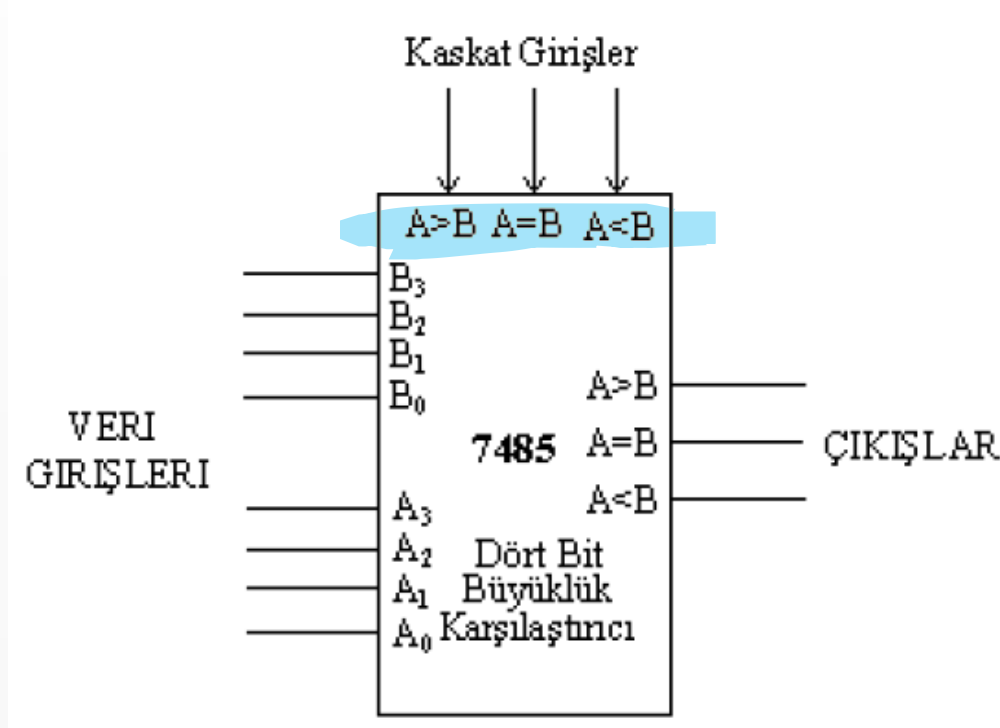 Kaskat Girişler
A>B A=B A<B
B3
B2
B1
B0
VERI
GIRIŞLERI
A>B
7485 A=B ÇIKIŞLAR
A<B
A3
A2 Dört Bit
A1 Büyüklük
A0 Karşılaştırıcı